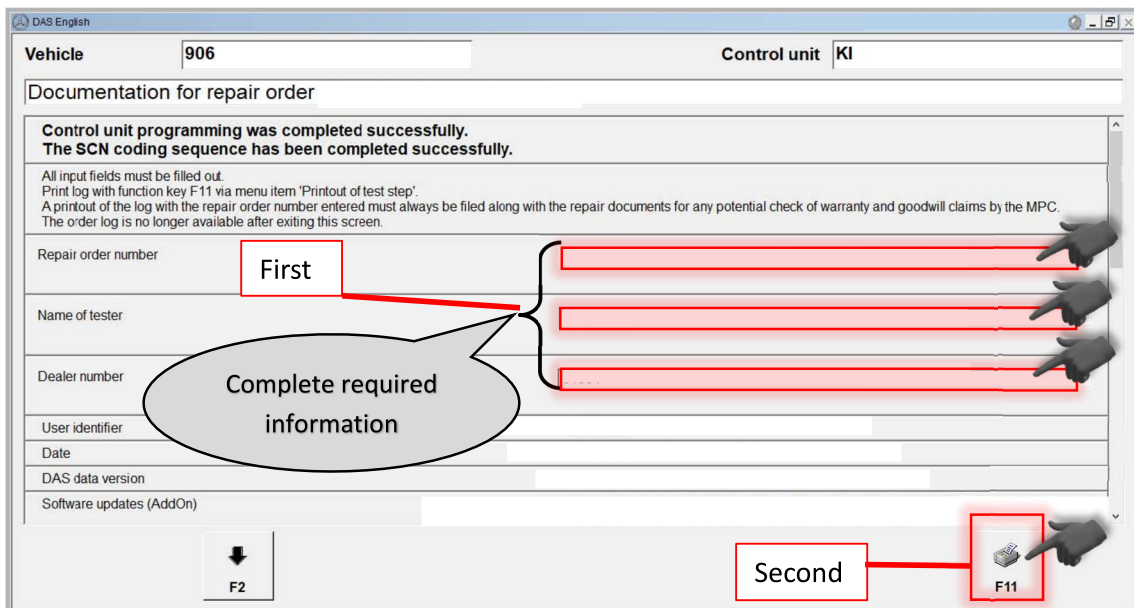 DAS English
Vehicle 906 Control unit KI
Documentation for repair order
Control unit programming was completed successfully.
The SCN coding sequence has been completed successfully.
All input fields must be filled out.
Print log with function key F11 via menu item 'Printout of test step'.
A printout of the log with the repair order number entered must always be filed along with the repair documents for any potential check of warranty and goodwill claims by the MPC.
The order log is no longer available after exiting this screen.
Repair order number
First
Name of tester
Dealer number
Complete required
information
User identifier
Date
DAS data version
Software updates (AddOn)
F2
Second
F11